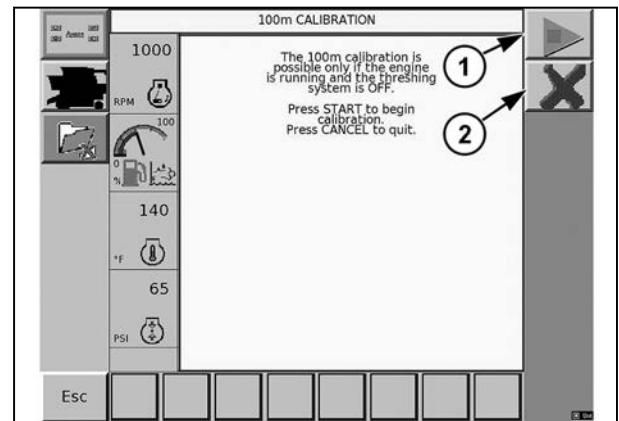 100m CALIBRATION
1000
RPM
The 100m calibration is
possible only if the engine
is running and the threshing
system is OFF.
Press START to begin
calibration.
Press CANCEL to quit.
1
2
100
0
%
140
°F
65
PSI
Esc